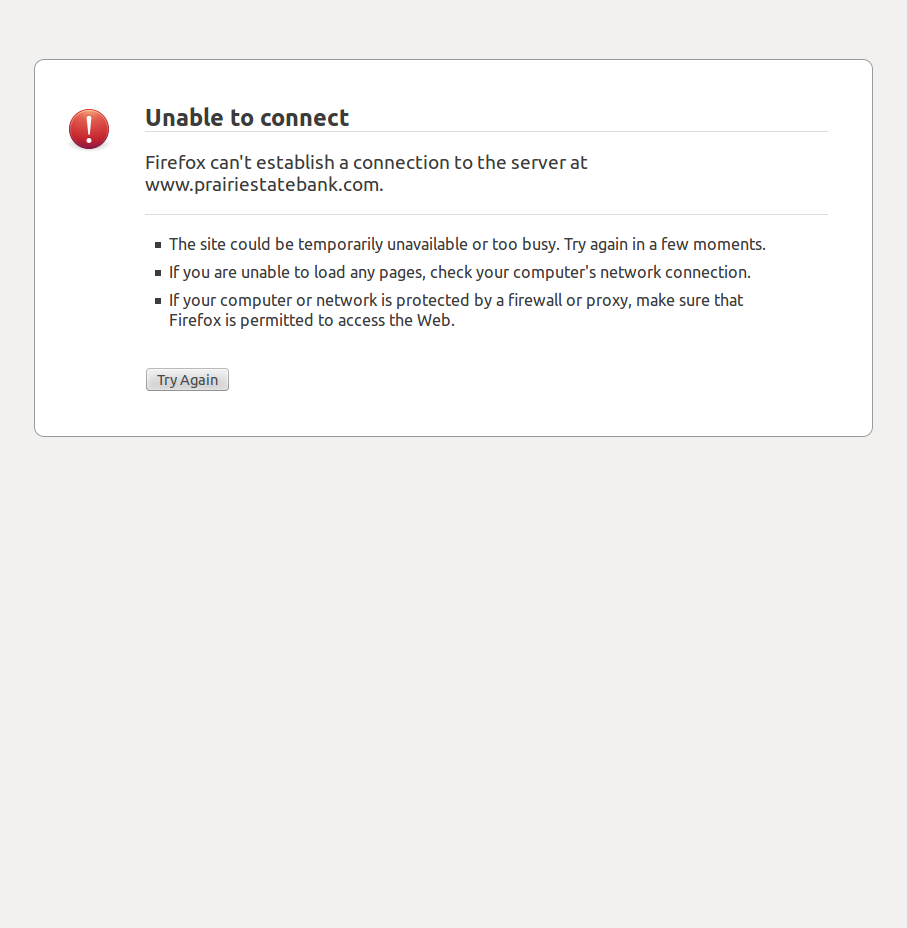 Unable to connect
Firefox can't establish a connection to the server at
www.prairiestatebank.com.
The site could be temporarily unavailable or too busy. Try again in a few moments.
If you are unable to load any pages, check your computer's network connection.
If your computer or network is protected by a firewall or proxy, make sure that
Firefox is permitted to access the Web.
Try Again